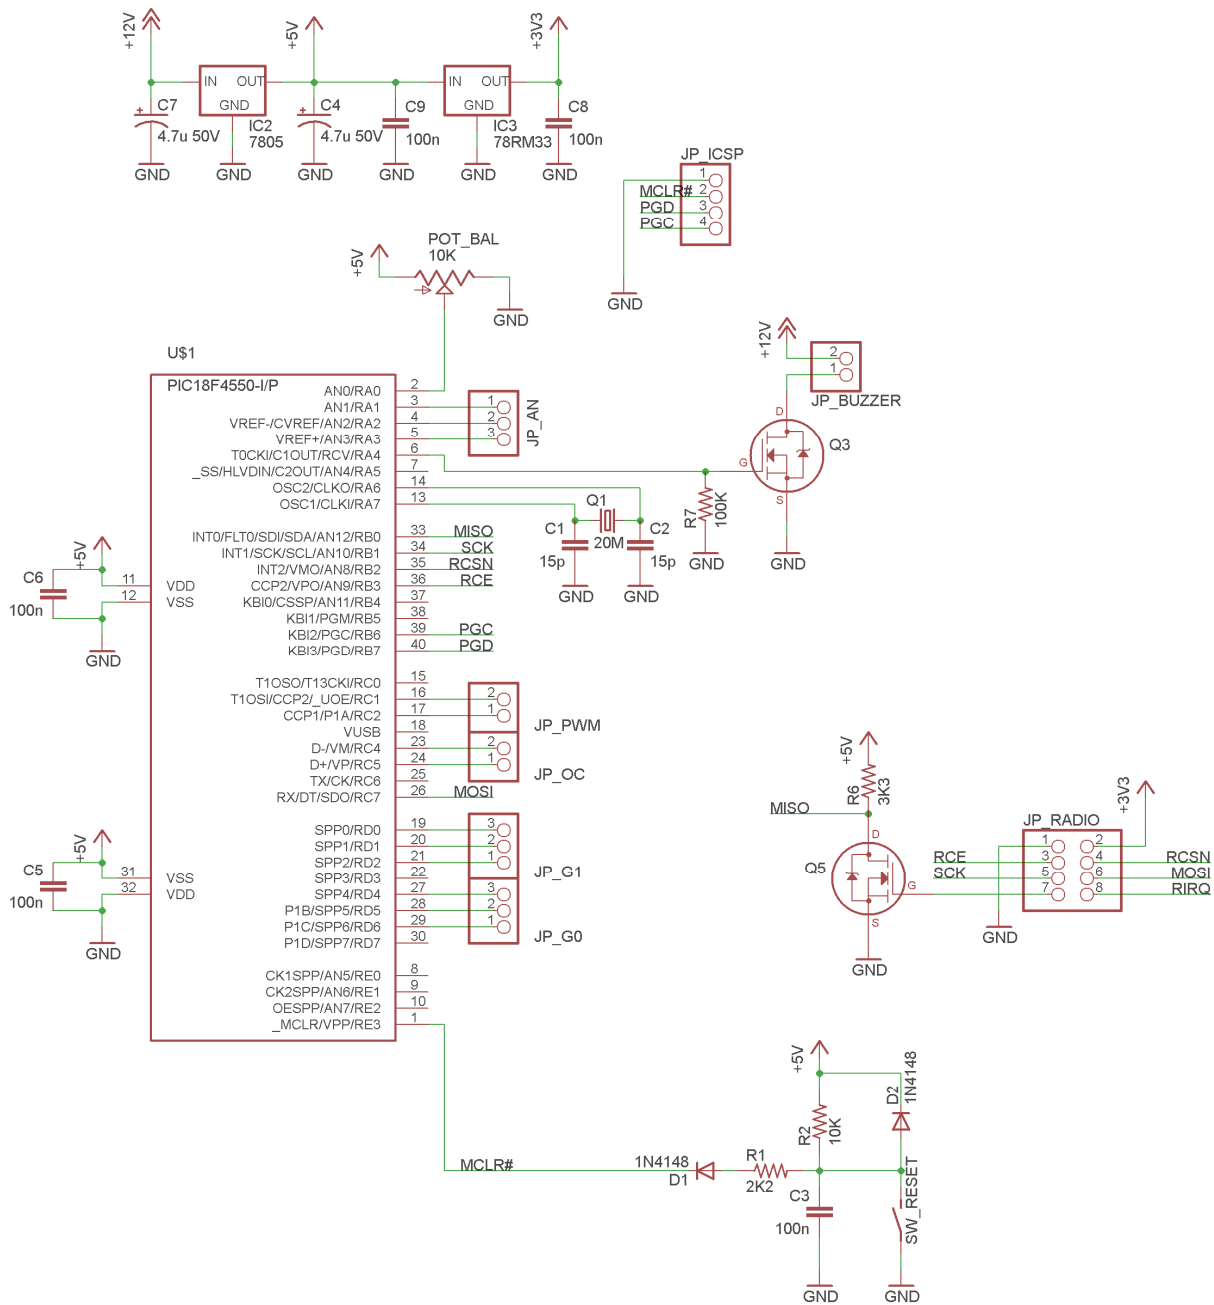 +12V
+5V
+3V3
IN OUT
GND
IC2
7805
C7
4.7u 50V
C4
4.7u 50V
C9
100n
IN OUT
GND
IC3
78RM33
C8
100n
GND
GND
GND
GND
GND
GND
JP_ICSP
1
MCLR# 2
PGD 3
PGC 4
GND
+5V
POT_BAL
10K
GND
U$1
PIC18F4550-I/P
AN0/RA0 2
AN1/RA1 3
VREF-/CVREF/AN2/RA2 4
VREF+/AN3/RA3 5
T0CKI/C1OUT/RCV/RA4 6
_SS/HLVDIN/C2OUT/AN4/RA5 7
OSC2/CLKO/RA6 14
OSC1/CLKI/RA7 13
INT0/FLT0/SDI/SDA/AN12/RB0 33 MISO
INT1/SCK/SCL/AN10/RB1 34 SCK
INT2/VMO/AN8/RB2 35 RCSN
CCP2/VPO/AN9/RB3 36 RCE
KBI0/CSSP/AN11/RB4 37
KBI1/PGM/RB5 38
KBI2/PGC/RB6 39 PGC
KBI3/PGD/RB7 40 PGD
T1OSO/T13CKI/RC0 15
T1OSI/CCP2/_UOE/RC1 16
CCP1/P1A/RC2 17
VUSB 18
D-/VM/RC4 23
D+/VP/RC5 24
TX/CK/RC6 25
RX/DT/SDO/RC7 26 MOSI
SPP0/RD0 19
SPP1/RD1 20
SPP2/RD2 21
SPP3/RD3 22
SPP4/RD4 27
P1B/SPP5/RD5 28
P1C/SPP6/RD6 29
P1D/SPP7/RD7 30
CK1SPP/AN5/RE0 8
CK2SPP/AN6/RE1 9
OESPP/AN7/RE2 10
_MCLR/VPP/RE3 1
11 VDD
12 VSS
31 VSS
32 VDD
+5V
C6
100n
GND
+5V
C5
100n
GND
1
2
3
JP_AN
2
1
JP_PWM
2
1
JP_OC
3
2
1
JP_G1
3
2
1
JP_G0
Q1
20M
C1
15p
C2
15p
GND
GND
R7
100K
GND
+12V
2
1
JP_BUZZER
D
G
S
Q3
GND
+5V
R6
3K3
MISO
D
Q5
G
S
GND
+3V3
JP_RADIO
1 2
RCE 3 4 RCSN
SCK 5 6 MOSI
7 8 RIRQ
GND
+5V
D2
1N4148
R2
10K
MCLR#
1N4148
D1
R1
2K2
C3
100n
SW_RESET
GND
GND